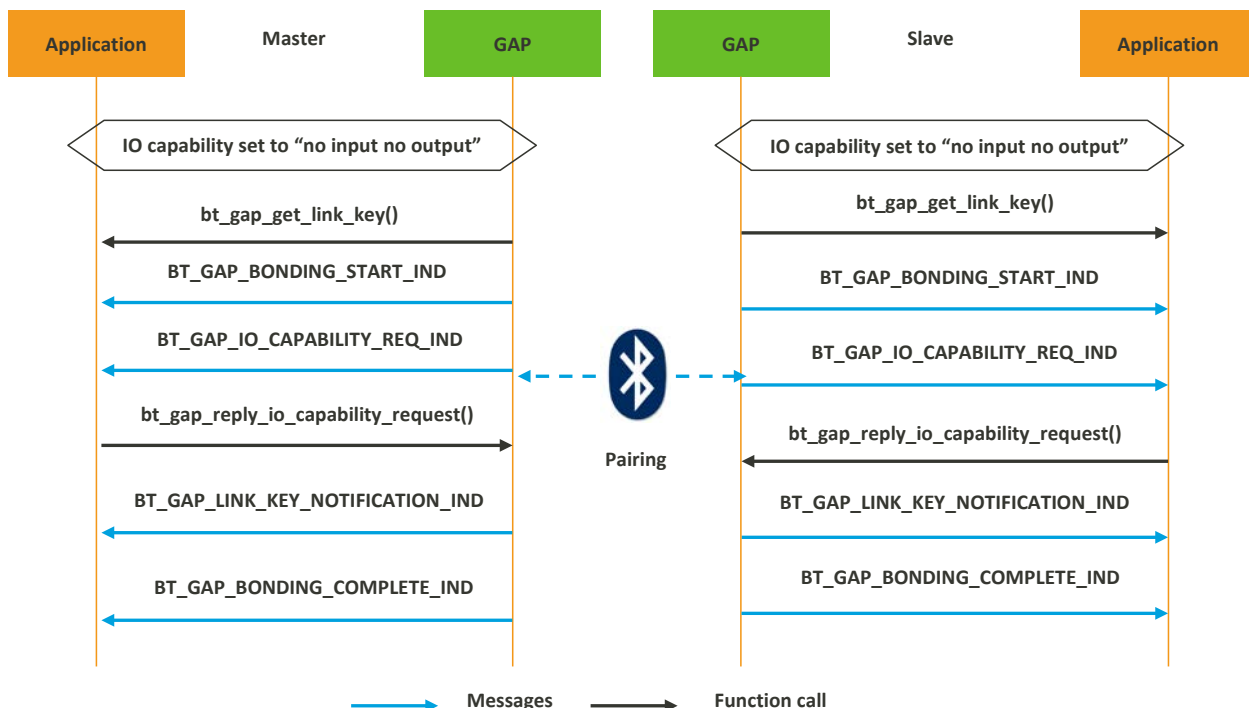 Application
Master
GAP
GAP
Slave
Application
IO capability set to “no input no output”
IO capability set to “no input no output”
bt_gap_get_link_key()
bt_gap_get_link_key()
BT_GAP_BONDING_START_IND
BT_GAP_BONDING_START_IND
BT_GAP_IO_CAPABILITY_REQ_IND
BT_GAP_IO_CAPABILITY_REQ_IND
bt_gap_reply_io_capability_request()
bt_gap_reply_io_capability_request()
Pairing
BT_GAP_LINK_KEY_NOTIFICATION_IND
BT_GAP_LINK_KEY_NOTIFICATION_IND
BT_GAP_BONDING_COMPLETE_IND
BT_GAP_BONDING_COMPLETE_IND
Messages
Function call